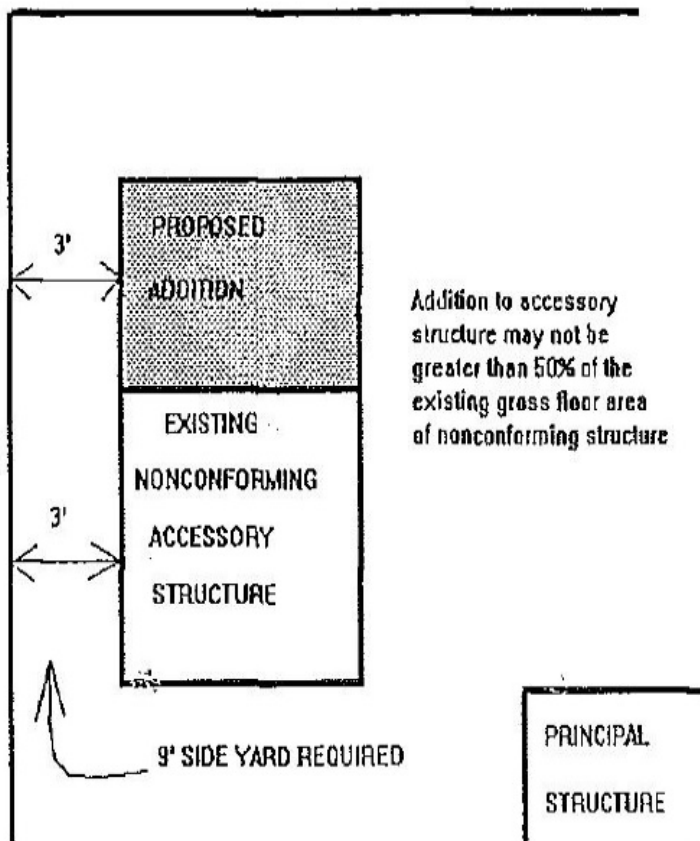 3'
PROPOSED
ADDITION
Addition to accessory
structure may not be
greater than 50% of the
existing gross floor area
of nonconforming structure
EXISTING
NONCONFORMING
ACCESSORY
STRUCTURE
3'
9' SIDE YARD REQUIRED
PRINCIPAL
STRUCTURE